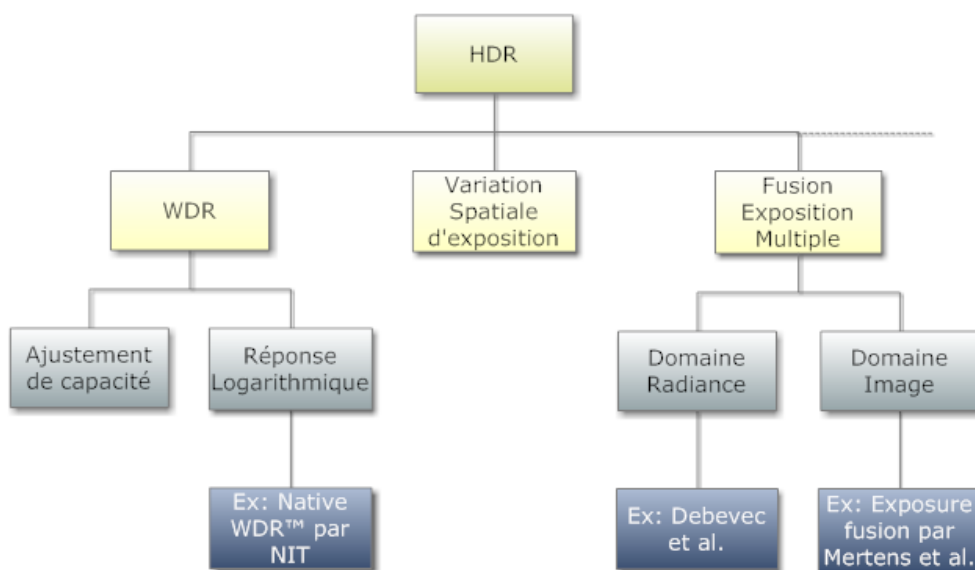 HDR
WDR
Variation
Spatiale
d'exposition
Fusion
Exposition
Multiple
Ajustement
de capacité
Réponse
Logarithmique
Domaine
Radiance
Domaine
Image
Ex: Native
WDR™ par
NIT
Ex: Debevec
et al.
Ex: Exposure
fusion par
Mertens et al.